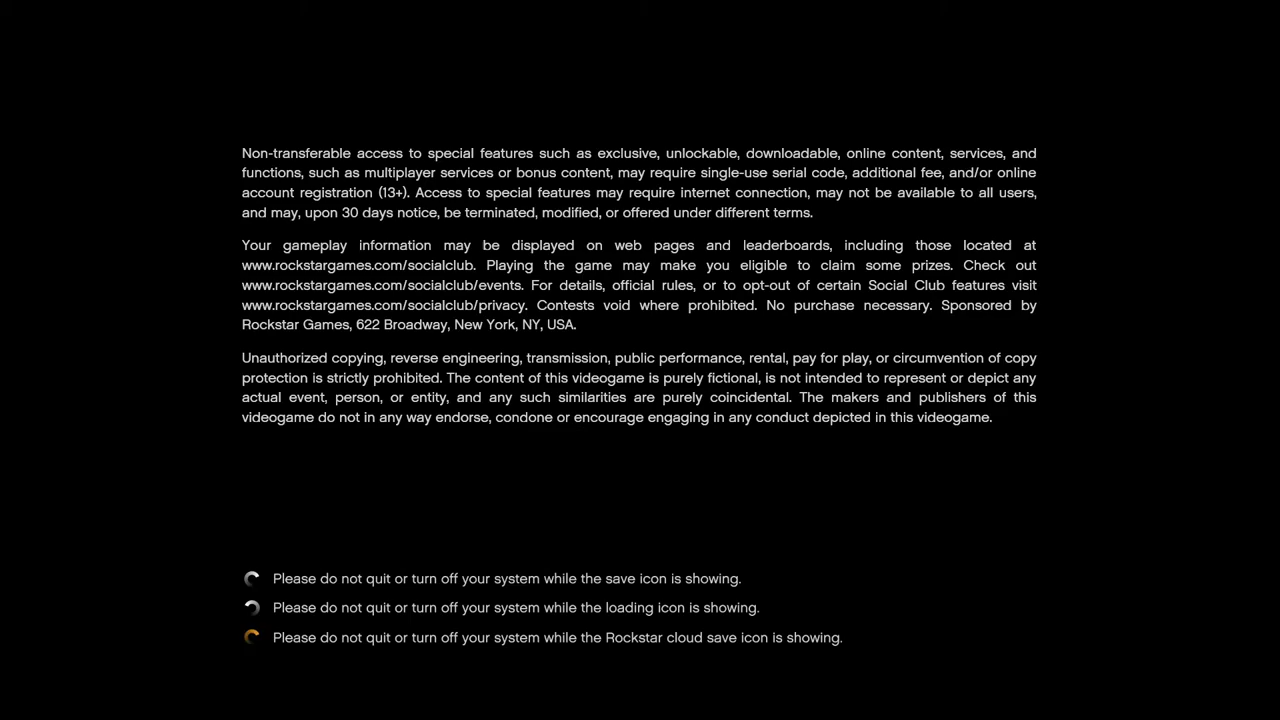 Non-transferable access to special features such as exclusive, unlockable, downloadable, online content, services, and
functions, such as multiplayer services or bonus content, may require single-use serial code, additional fee, and/or online
account registration (13+). Access to special features may require internet connection, may not be available to all users,
and may, upon 30 days notice, be terminated, modified, or offered under different terms.
Your gameplay information may be displayed on web pages and leaderboards, including those located at
www.rockstargames.com/socialclub. Playing the game may make you eligible to claim some prizes. Check out
www.rockstargames.com/socialclub/events. For details, official rules, or to opt-out of certain Social Club features visit
www.rockstargames.com/socialclub/privacy. Contests void where prohibited. No purchase necessary. Sponsored by
Rockstar Games, 622 Broadway, New York, NY, USA.
Unauthorized copying, reverse engineering, transmission, public performance, rental, pay for play, or circumvention of copy
protection is strictly prohibited. The content of this videogame is purely fictional, is not intended to represent or depict any
actual event, person, or entity, and any such similarities are purely coincidental. The makers and publishers of this
videogame do not in any way endorse, condone or encourage engaging in any conduct depicted in this videogame.
Please do not quit or turn off your system while the save icon is showing.
Please do not quit or turn off your system while the loading icon is showing.
Please do not quit or turn off your system while the Rockstar cloud save icon is showing.